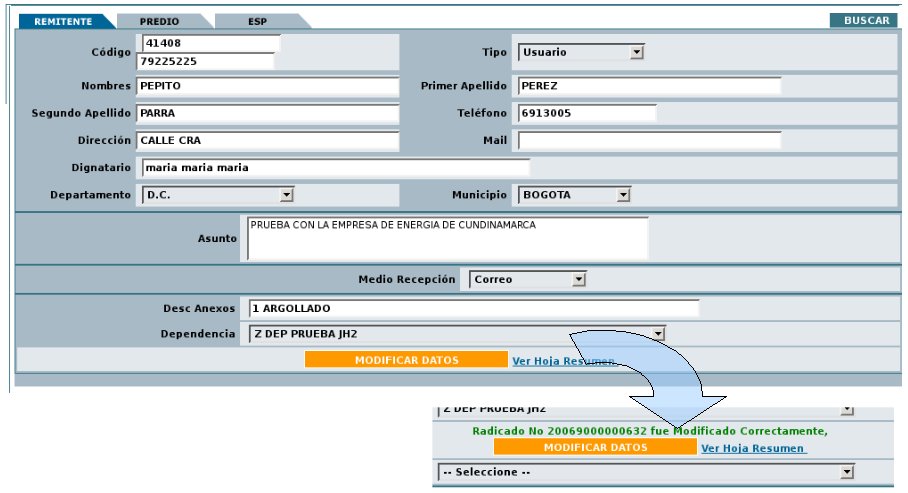 REMITENTE PREDIO ESP BUSCAR
Código 41408 Tipo Usuario
79225225
Nombres PEPITO Primer Apellido PEREZ
Segundo Apellido PARRA Teléfono 6913005
Dirección CALLE CRA Mail
Dignatario maria maria maria
Departamento D.C. Municipio BOGOTA
Asunto PRUEBA CON LA EMPRESA DE ENERGIA DE CUNDINAMARCA
Medio Recepción Correo
Desc Anexos 1 ARGOLLADO
Dependencia Z DEP PRUEBA JH2
MODIFICAR DATOS Ver Hoja Resumen
Z DEP PRUEBA JH2
Radicado No 20069000000632 fue Modificado Correctamente,
MODIFICAR DATOS Ver Hoja Resumen
-- Seleccione --